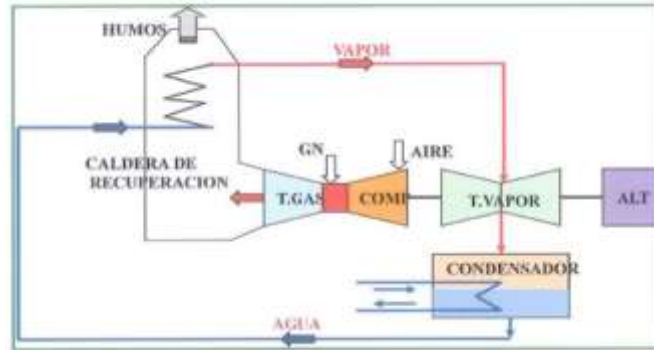 HUMOS
VAPOR
GN
AIRE
CALDERA DE
RECUPERACION
T.GAS
COMP
T.VAPOR
ALT
CONDENSADOR
AGUA